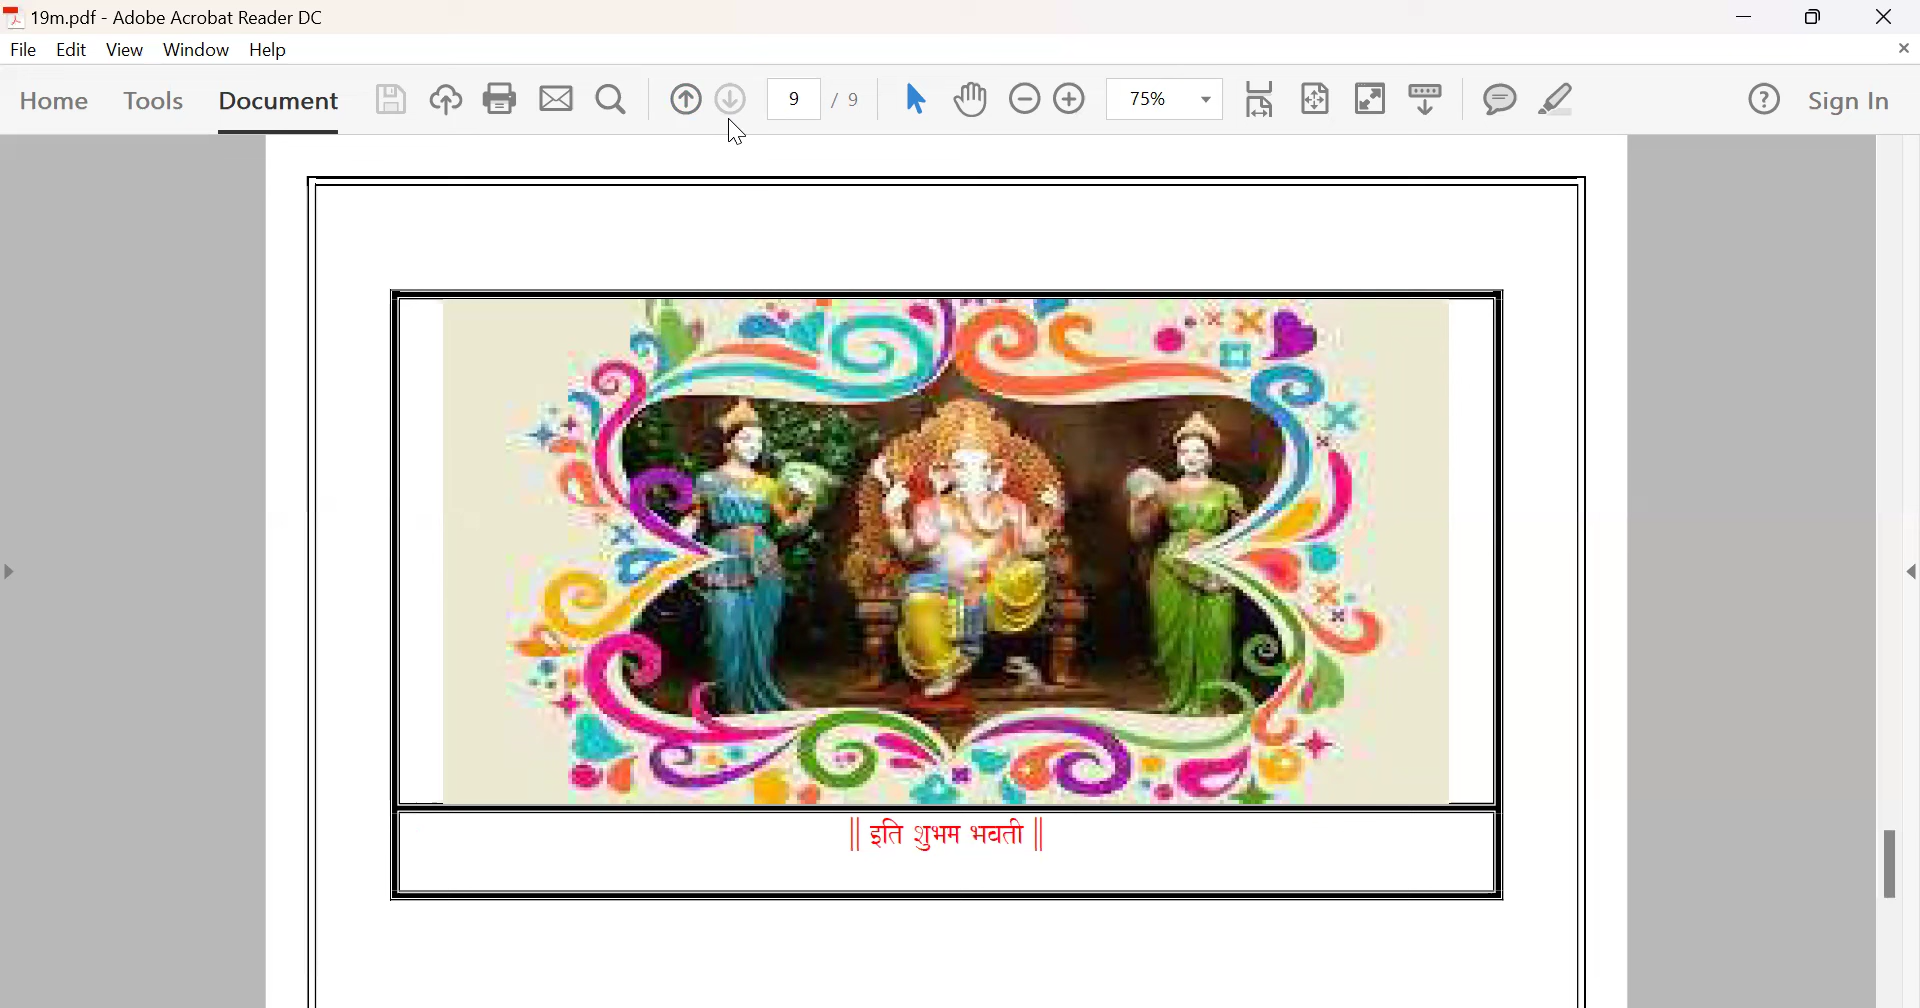 19m.pdf - Adobe Acrobat Reader DC
File Edit View Window Help
Home Tools Document 9 / 9 75% Sign In
|| इति शुभम भवती ||